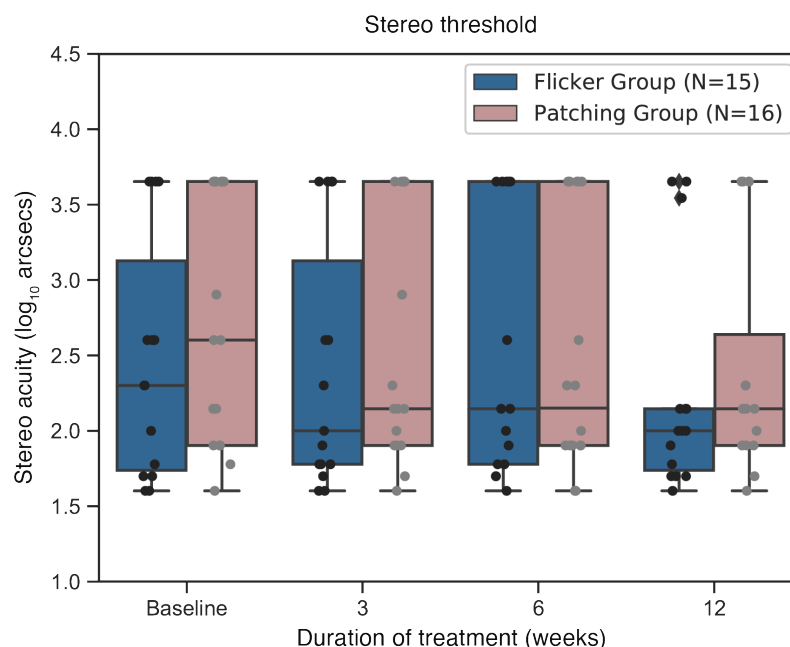 Stereo threshold
4.5
4.0
3.5
3.0
2.5
2.0
1.5
1.0
Stereo acuity (log10 arcsecs)
Flicker Group (N=15)
Patching Group (N=16)
Baseline 3 6 12
Duration of treatment (weeks)